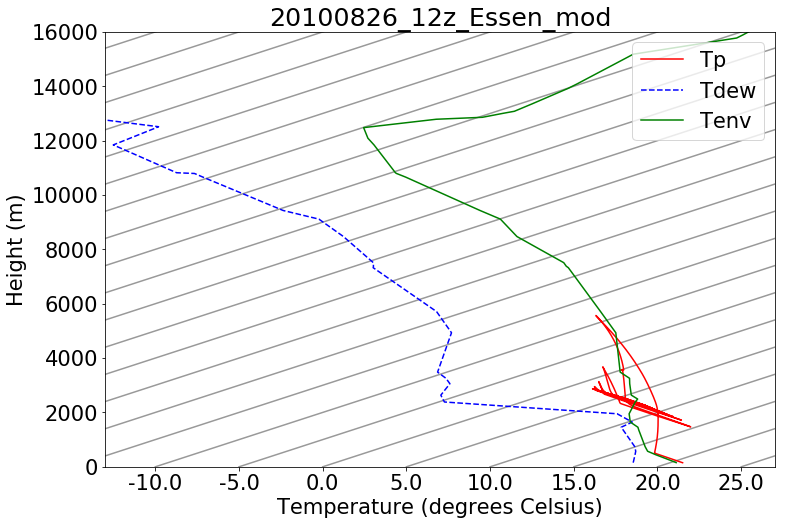 20100826_12z_Essen_mod
16000
14000
12000
10000
8000
6000
4000
2000
0
Height (m)
Tp
Tdew
Tenv
-10.0 -5.0 0.0 5.0 10.0 15.0 20.0 25.0
Temperature (degrees Celsius)